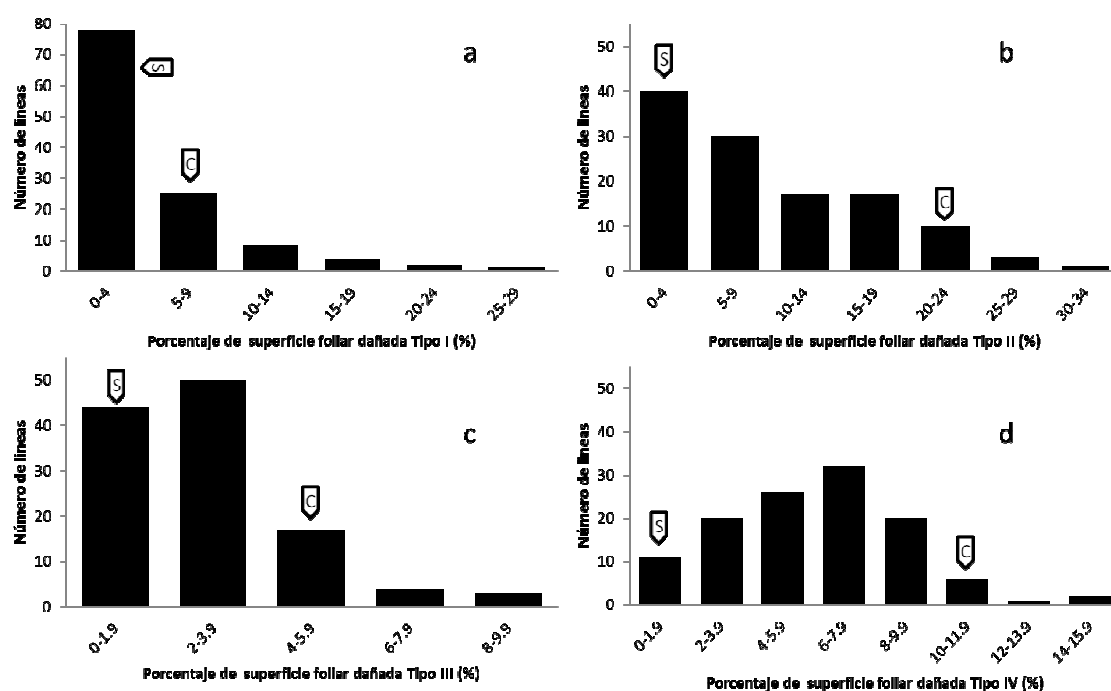 80
70
60
50
40
30
20
10
0
Número de lineas
a
S
C
0-4
5-9
10-14
15-19
20-24
25-29
Porcentaje de superficie foliar dañada Tipo I (%)
50
40
30
20
10
0
Número de lineas
b
S
C
0-4
5-9
10-14
15-19
20-24
25-29
30-34
Porcentaje de superficie foliar dañada Tipo II (%)
50
40
30
20
10
0
Número de lineas
c
S
C
0-1.9
2-3.9
4-5.9
6-7.9
8-9.9
Porcentaje de superficie foliar dañada Tipo III (%)
50
40
30
20
10
0
Número de lineas
d
S
C
0-1.9
2-3.9
4-5.9
6-7.9
8-9.9
10-11.9
12-13.9
14-15.9
Porcentaje de superficie foliar dañada Tipo IV (%)